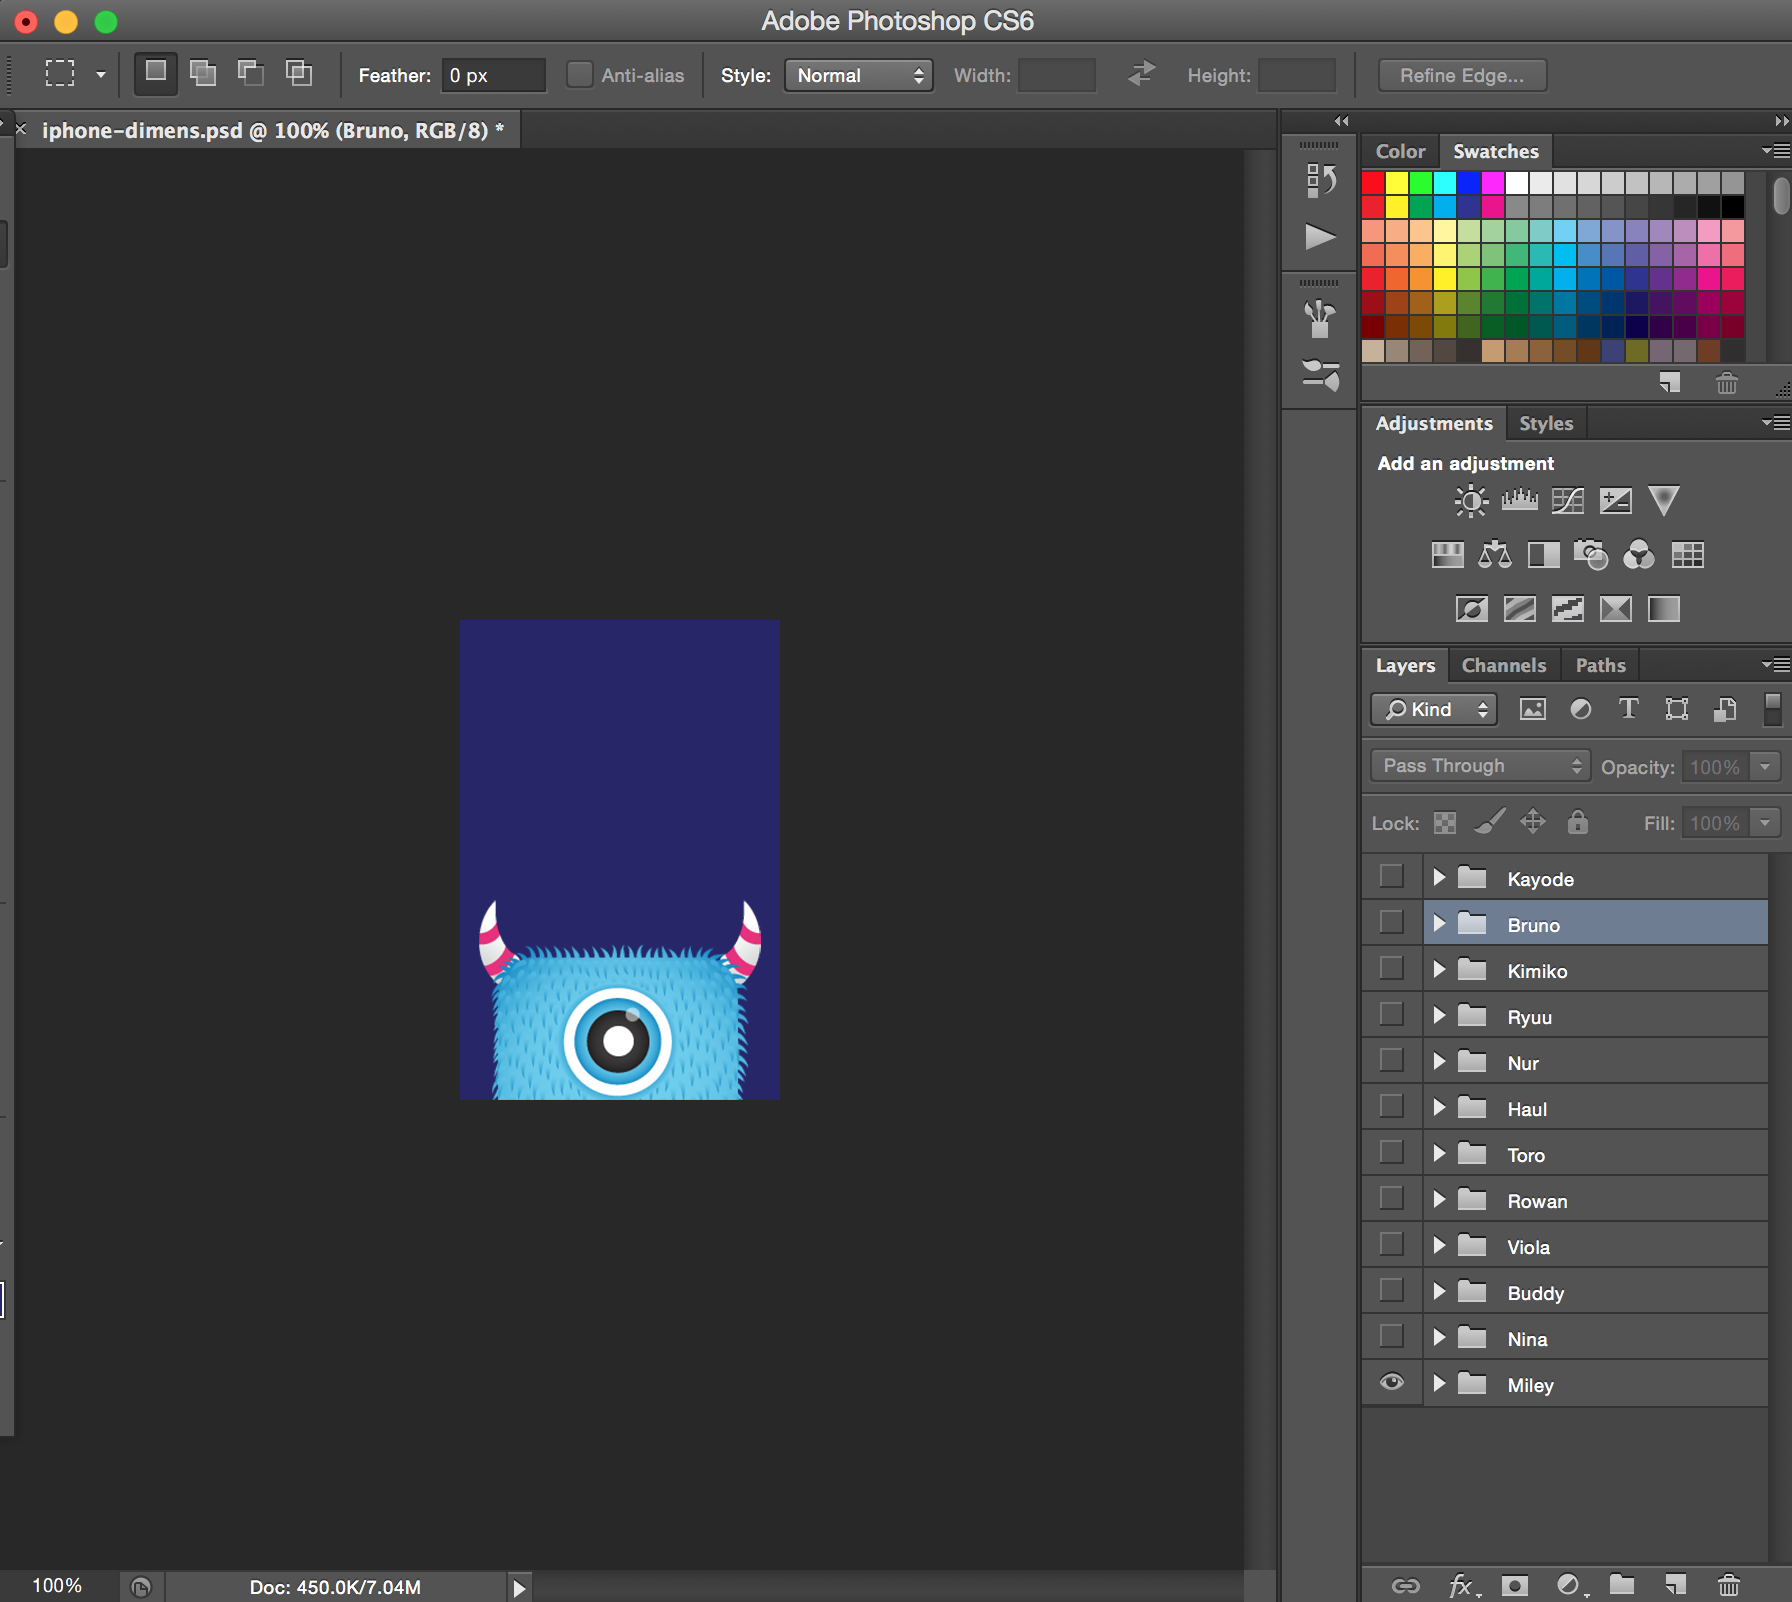 Adobe Photoshop CS6
Feather: 0 px Anti-alias Style: Normal Width: Height: Refine Edge...
iphone-dimens.psd @ 100% (Bruno, RGB/8) *
Color Swatches
Adjustments Styles
Add an adjustment
Layers Channels Paths
Kind
Pass Through Opacity: 100%
Lock: Fill: 100%
Kayode
Bruno
Kimiko
Ryuu
Nur
Haul
Toro
Rowan
Viola
Buddy
Nina
Miley
100% Doc: 450.0K/7.04M
fx